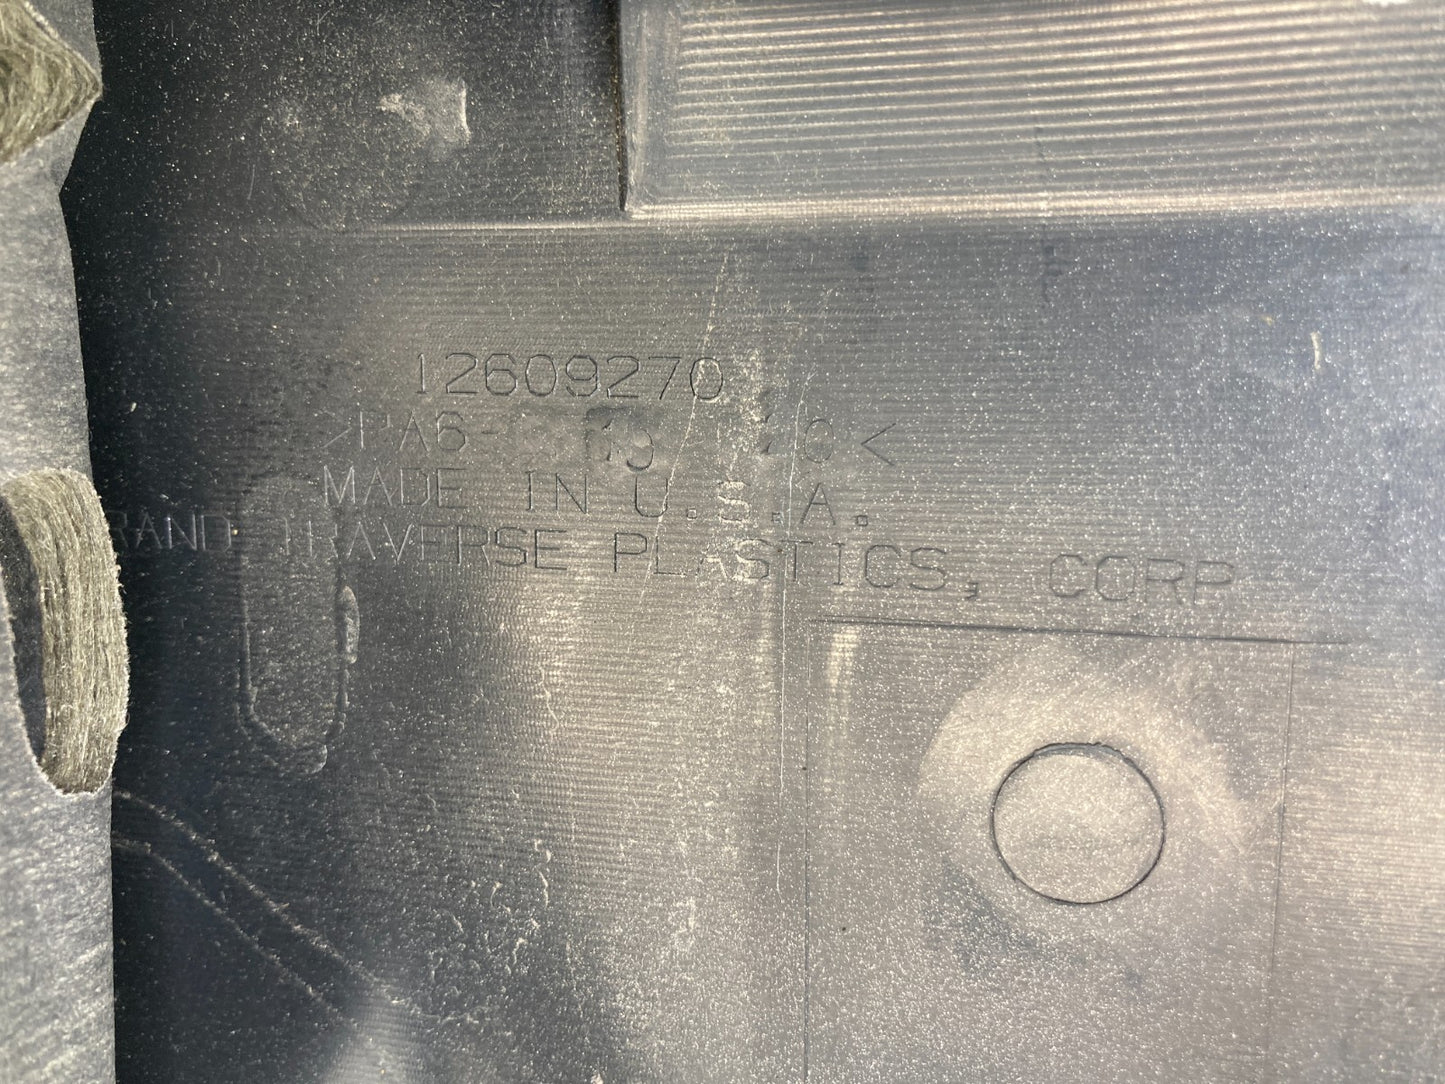 12609270
>PA6-
MADE IN U.S.A.
RAND TRAVERSE PLASTICS, CORP